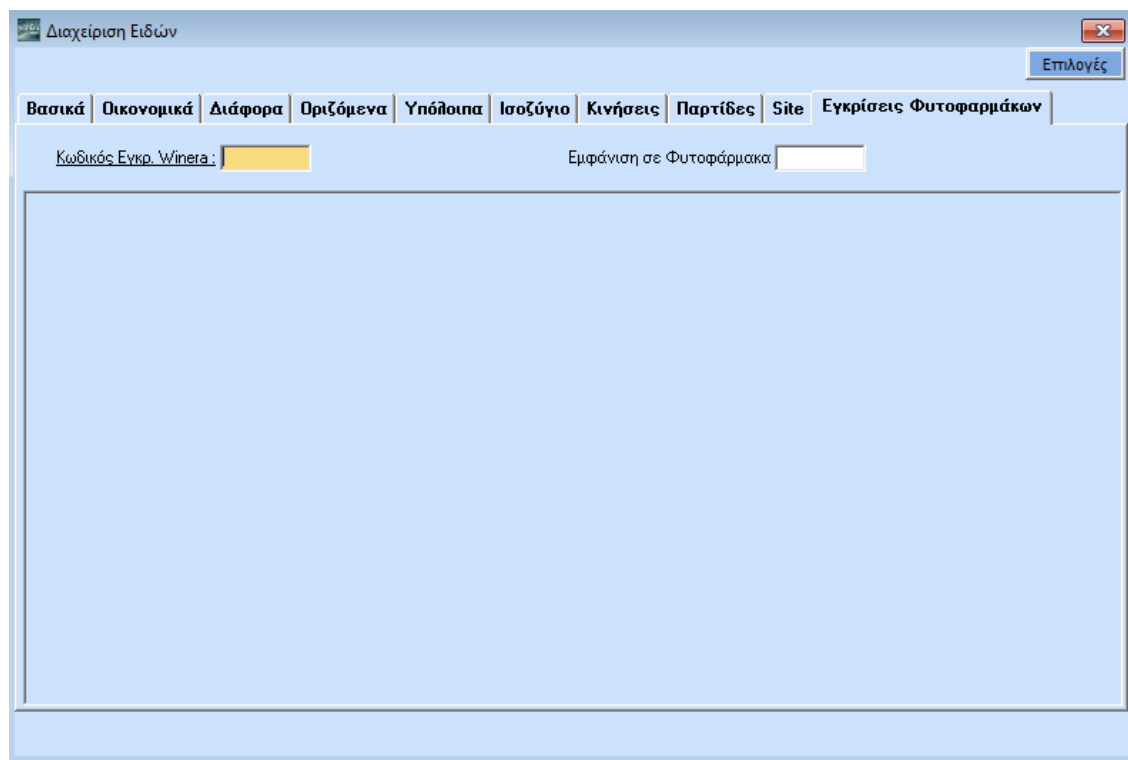 Διαχείριση Ειδών
Επιλογές
Βασικά Οικονομικά Διάφορα Οριζόμενα Υπόλοιπα Ισοζύγιο Κινήσεις Παρτίδες Site Εγκρίσεις Φυτοφαρμάκων
Κωδικός Εγκρ. Winera : Εμφάνιση σε Φυτοφάρμακα